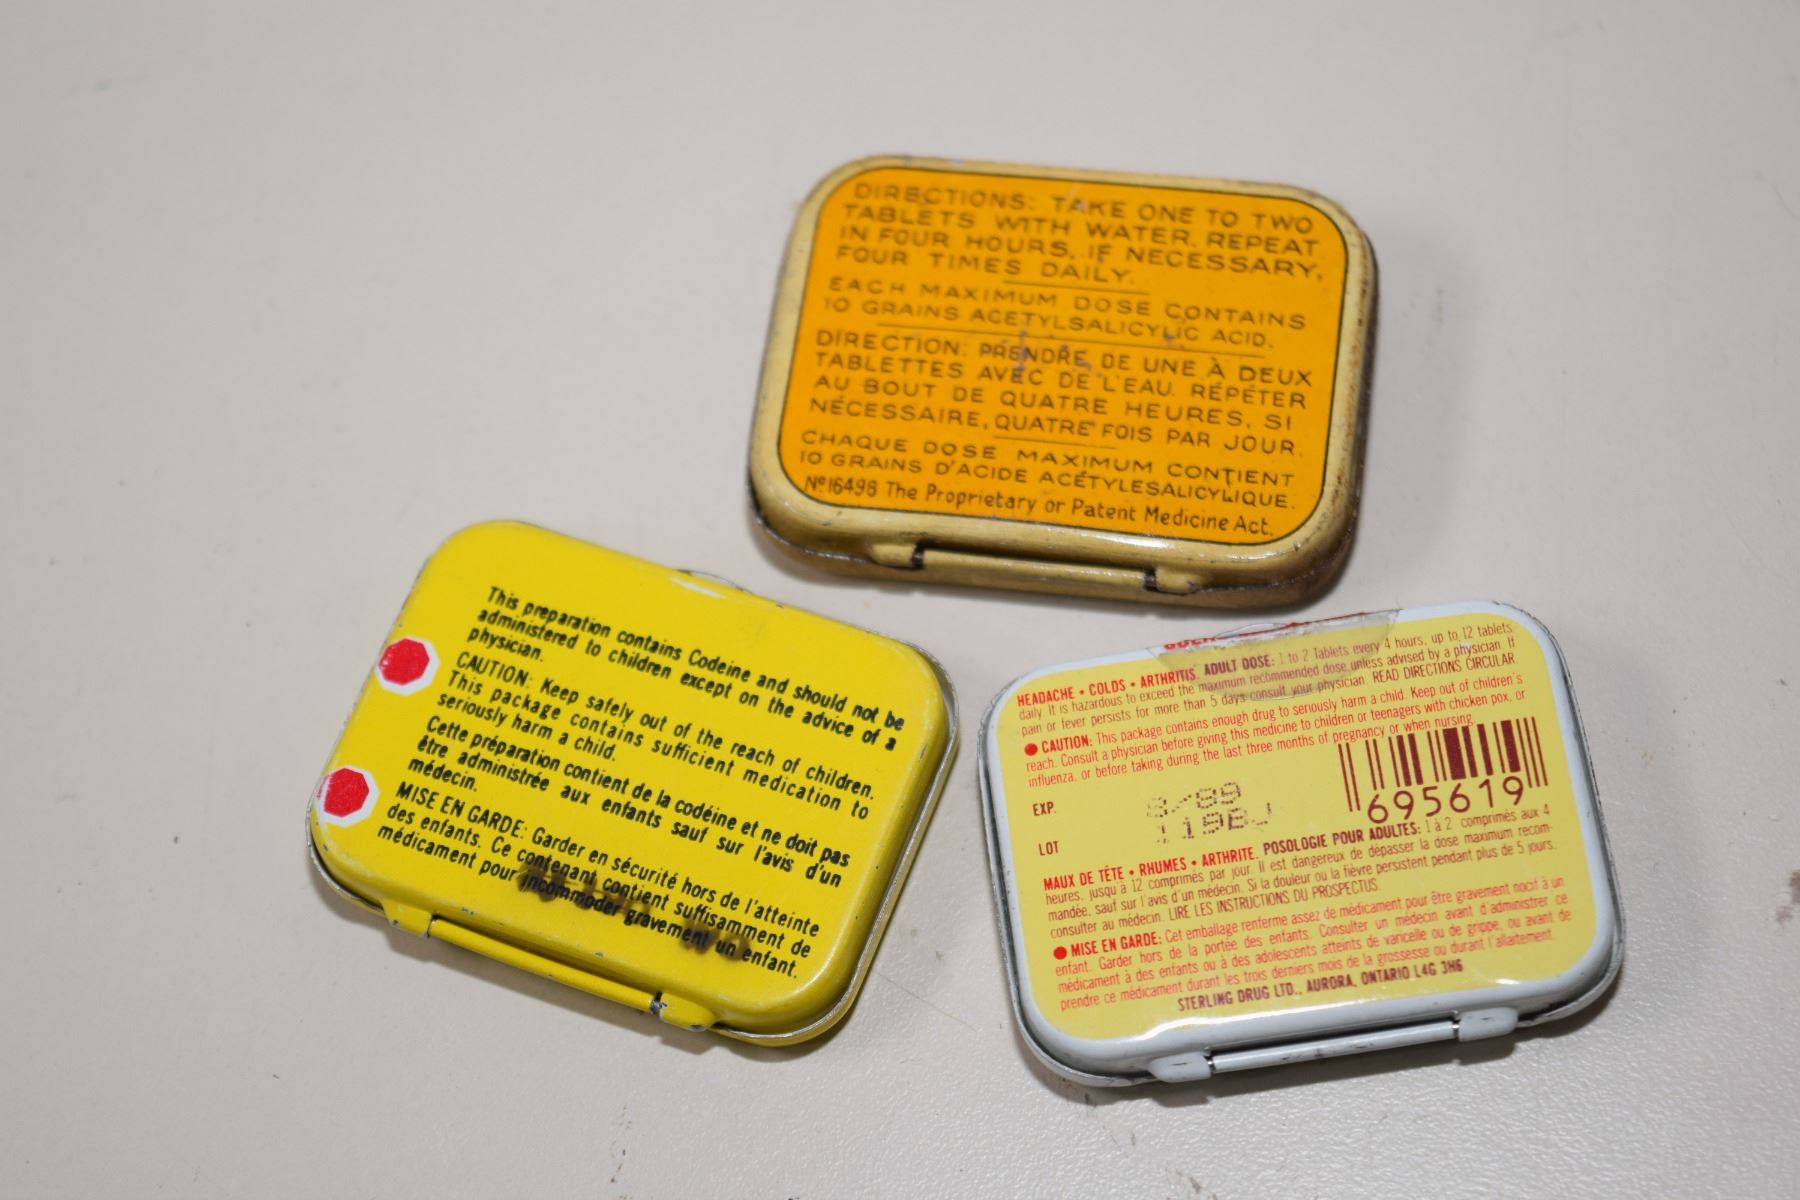 DIRECTIONS: TAKE ONE TO TWO
TABLETS WITH WATER. REPEAT
IN FOUR HOURS, IF NECESSARY,
FOUR TIMES DAILY.
EACH MAXIMUM DOSE CONTAINS
10 GRAINS ACETYLSALICYLIC ACID.
DIRECTION: PRENDRE DE UNE À DEUX
TABLETTES AVEC DE L'EAU. RÉPÉTER
AU BOUT DE QUATRE HEURES, SI
NÉCESSAIRE, QUATRE FOIS PAR JOUR.
CHAQUE DOSE MAXIMUM CONTIENT
10 GRAINS D'ACIDE ACÉTYLESALICYLIQUE.
Nº 16498 The Proprietary or Patent Medicine Act.
This preparation contains Codeine and should not be
administered to children except on the advice of a
physician.
CAUTION: Keep safely out of the reach of children.
This package contains sufficient medication to
seriously harm a child.
Cette préparation contient de la codéine et ne doit pas
être administrée aux enfants sauf sur l'avis d'un
médecin.
MISE EN GARDE: Garder en sécurité hors de l'atteinte
des enfants. Ce contenant contient suffisamment de
médicament pour incommoder gravement un enfant.
HEADACHE • COLDS • ARTHRITIS. ADULT DOSE: 1 to 2 Tablets every 4 hours, up to 12 tablets
daily. It is hazardous to exceed the maximum recommended dose unless advised by a physician. If
pain or fever persists for more than 5 days consult your physician. READ DIRECTIONS CIRCULAR.
CAUTION: This package contains enough drug to seriously harm a child. Keep out of children's
reach. Consult a physician before giving this medicine to children or teenagers with chicken pox, or
influenza, or before taking during the last three months of pregnancy or when nursing.
EXP. 3/89
LOT 119BJ
695619
MAUX DE TÊTE • RHUMES • ARTHRITE. POSOLOGIE POUR ADULTES: 1 à 2 comprimés aux 4
heures, jusqu'à 12 comprimés par jour. Il est dangereux de dépasser la dose maximum recom-
mandée, sauf sur l'avis d'un médecin. Si la douleur ou la fièvre persistent pendant plus de 5 jours,
consulter au médecin. LIRE LES INSTRUCTIONS DU PROSPECTUS.
MISE EN GARDE: Cet emballage renferme assez de médicament pour être gravement nocif à un
enfant. Garder hors de la portée des enfants. Consulter un médecin avant d'administrer ce
médicament à des enfants ou à des adolescents atteints de varicelle ou de grippe, ou avant de
prendre ce médicament durant les trois derniers mois de la grossesse ou durant l'allaitement.
STERLING DRUG LTD., AURORA, ONTARIO L4G 3H6